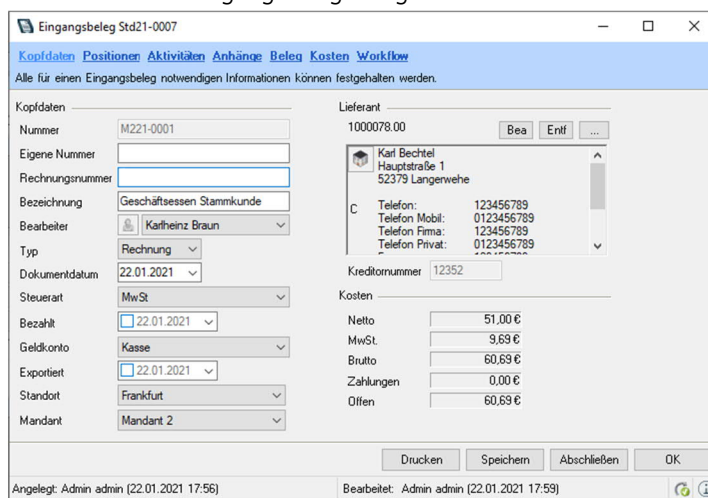 Eingangsbeleg Std21-0007
Kopfdaten Positionen Aktivitäten Anhänge Beleg Kosten Workflow
Alle für einen Eingangsbeleg notwendigen Informationen können festgehalten werden.
Kopfdaten
Nummer M221-0001
Eigene Nummer
Rechnungsnummer
Bezeichnung Geschäftsessen Stammkunde
Bearbeiter Karlheinz Braun
Typ Rechnung
Dokumentdatum 22.01.2021
Steuerart MwSt
Bezahlt 22.01.2021
Geldkonto Kasse
Exportiert 22.01.2021
Standort Frankfurt
Mandant Mandant 2
Lieferant
1000078.00 Bea Entf ...
Karl Bechtel
Hauptstraße 1
52379 Langerwehe
C Telefon: 123456789
Telefon Mobil: 0123456789
Telefon Firma: 123456789
Telefon Privat: 0123456789
Kreditornummer 12352
Kosten
Netto 51,00 €
MwSt. 9,69 €
Brutto 60,69 €
Zahlungen 0,00 €
Offen 60,69 €
Drucken Speichern Abschließen OK
Angelegt: Admin admin (22.01.2021 17:56) Bearbeitet: Admin admin (22.01.2021 17:59)